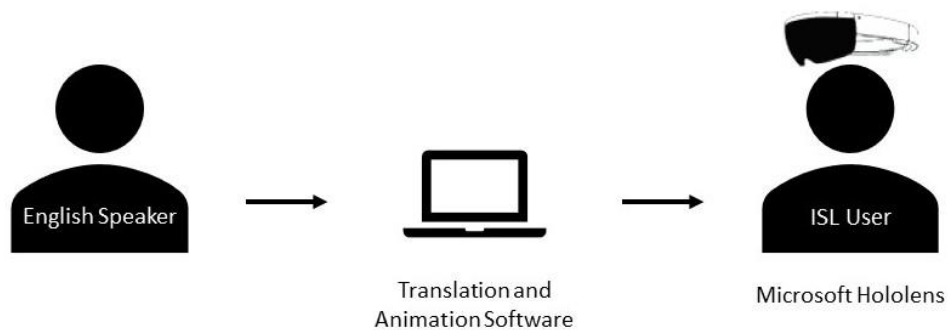 English Speaker
ISL User
Translation and
Animation Software
Microsoft Hololens